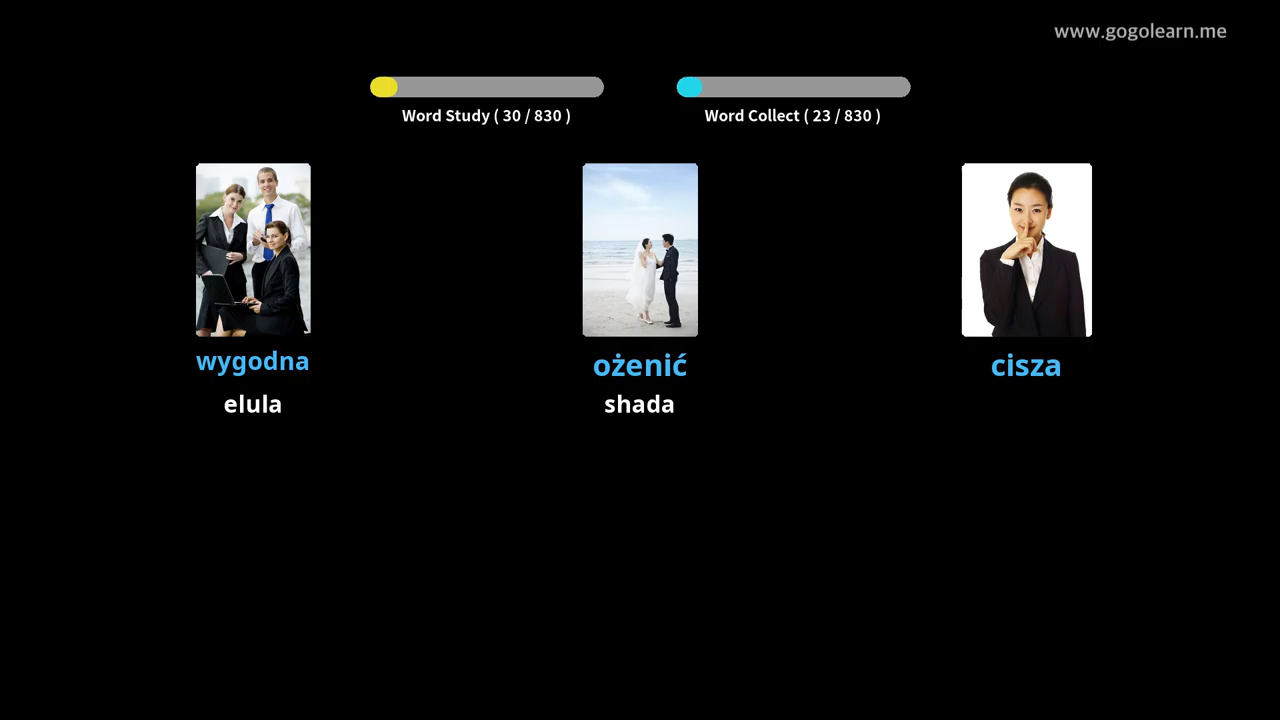 www.gogolearn.me
Word Study ( 30 / 830 )
Word Collect ( 23 / 830 )
wygodna
ożenić
cisza
elula
shada